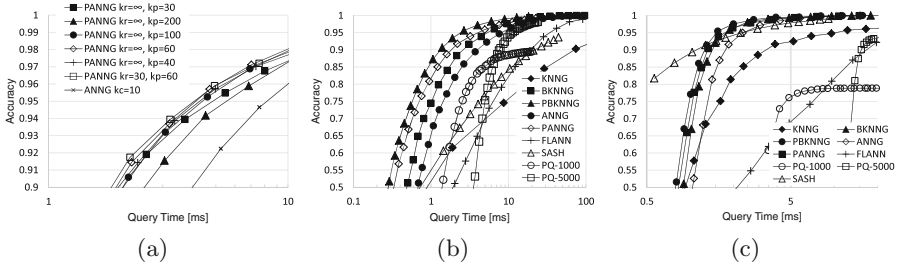 PANNG kr=∞, kp=30
PANNG kr=∞, kp=200
PANNG kr=∞, kp=100
PANNG kr=∞, kp=60
PANNG kr=∞, kp=40
PANNG kr=30, kp=60
ANNG kc=10
1
0.99
0.98
0.97
0.96
0.95
0.94
0.93
0.92
0.91
0.9
Accuracy
1
10
Query Time [ms]
(a)
1
0.95
0.9
0.85
0.8
0.75
0.7
0.65
0.6
0.55
0.5
Accuracy
KNNG
BKNNG
PBKNNG
ANNG
PANNG
FLANN
SASH
PQ-1000
PQ-5000
0.1
1
10
100
Query Time [ms]
(b)
1
0.95
0.9
0.85
0.8
0.75
0.7
0.65
0.6
0.55
0.5
Accuracy
KNNG
BKNNG
PBKNNG
ANNG
PANNG
FLANN
PQ-1000
PQ-5000
SASH
0.5
5
Query Time [ms]
(c)